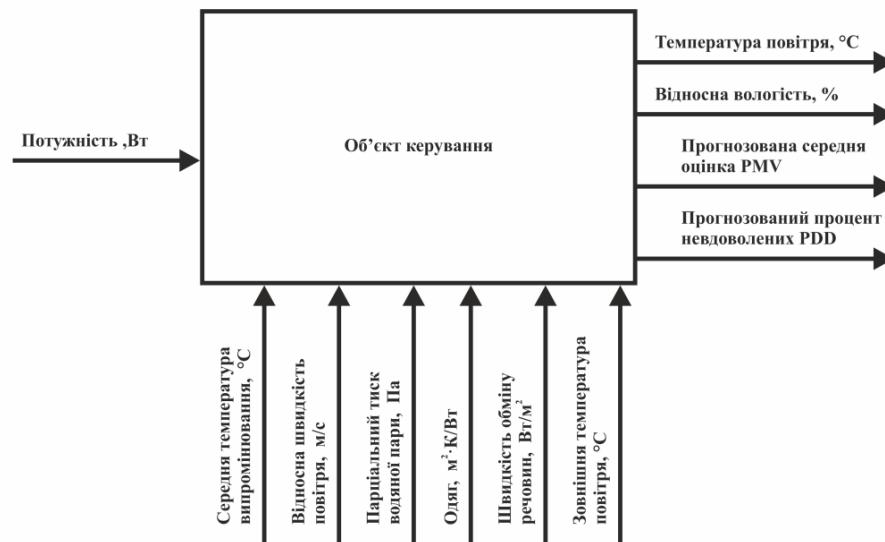 Температура повітря, °С
Відносна вологість, %
Потужність ,Вт
Об’єкт керування
Прогнозована середня
оцінка PMV
Прогнозований процент
невдоволених PDD
Середня температура
випромінювання, °С
Відносна швидкість
повітря, м/с
Парціальний тиск
водяної пари, Па
Одяг, м²·К/Вт
Швидкість обміну
речовин, Вт/м²
Зовнішня температура
повітря, °С